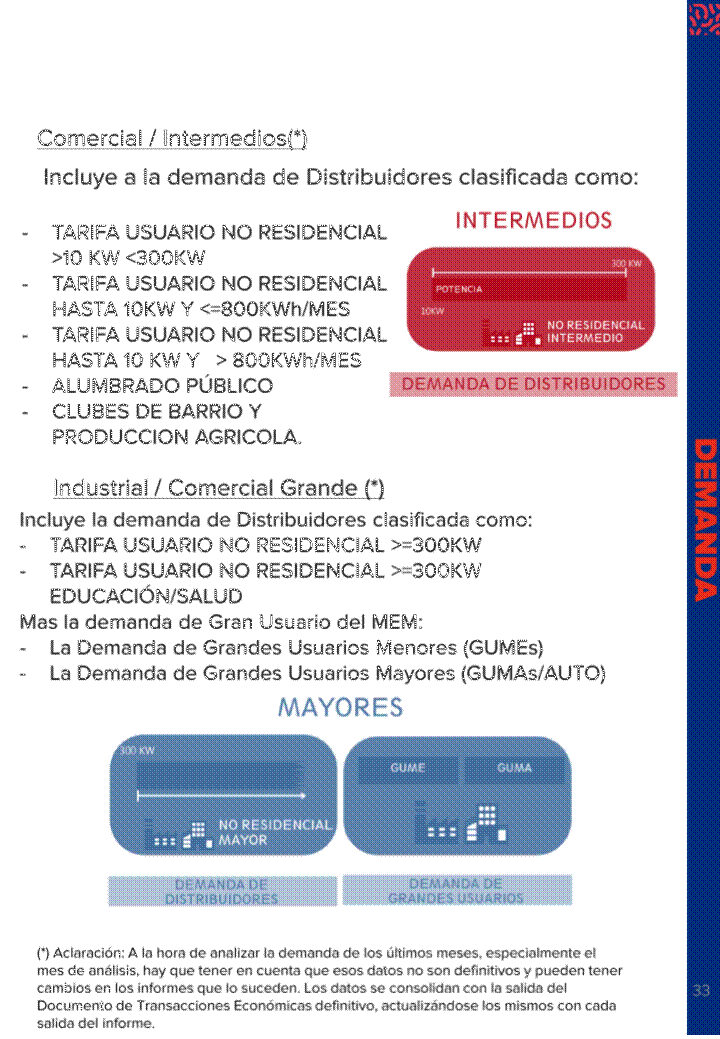 Comercial / Intermedios(*)
Incluye a la demanda de Distribuidores clasificada como:
- TARIFA USUARIO NO RESIDENCIAL
>10 KW <300KW
- TARIFA USUARIO NO RESIDENCIAL
HASTA 10KW Y <=800KWh/MES
- TARIFA USUARIO NO RESIDENCIAL
HASTA 10 KW Y > 800KWh/MES
- ALUMBRADO PÚBLICO
- CLUBES DE BARRIO Y
PRODUCCION AGRICOLA.
INTERMEDIOS
300 KW
POTENCIA
10KW
NO RESIDENCIAL
INTERMEDIO
DEMANDA DE DISTRIBUIDORES
Industrial / Comercial Grande (*)
Incluye la demanda de Distribuidores clasificada como:
- TARIFA USUARIO NO RESIDENCIAL >=300KW
- TARIFA USUARIO NO RESIDENCIAL >=300KW
EDUCACIÓN/SALUD
Mas la demanda de Gran Usuario del MEM:
- La Demanda de Grandes Usuarios Menores (GUMEs)
- La Demanda de Grandes Usuarios Mayores (GUMAs/AUTO)
MAYORES
300 KW
NO RESIDENCIAL
MAYOR
DEMANDA DE
DISTRIBUIDORES
GUME GUMA
DEMANDA DE
GRANDES USUARIOS
(*) Aclaración: A la hora de analizar la demanda de los últimos meses, especialmente el
mes de análisis, hay que tener en cuenta que esos datos no son definitivos y pueden tener
cambios en los informes que lo suceden. Los datos se consolidan con la salida del
Documento de Transacciones Económicas definitivo, actualizándose los mismos con cada
salida del informe.
DEMANDA
33